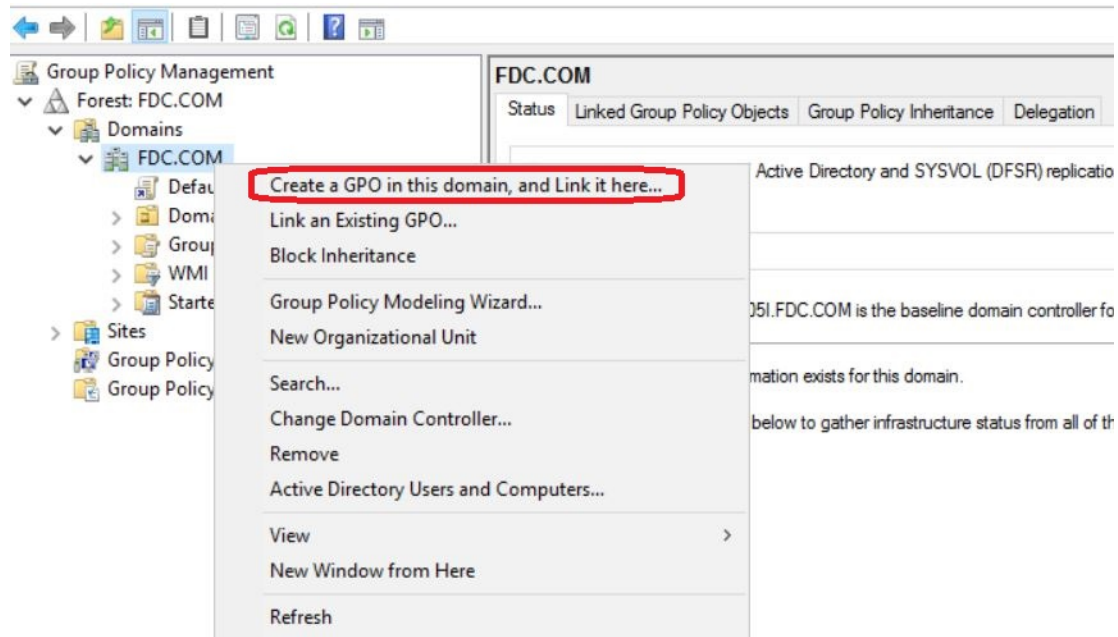 Group Policy Management
Forest: FDC.COM
Domains
FDC.COM
Defau
Doma
Group
WMI
Starte
Sites
Group Policy
Group Policy
FDC.COM
Status
Linked Group Policy Objects
Group Policy Inheritance
Delegation
Active Directory and SYSVOL (DFSR) replicatio
05I.FDC.COM is the baseline domain controller fo
mation exists for this domain.
below to gather infrastructure status from all of th
Create a GPO in this domain, and Link it here...
Link an Existing GPO...
Block Inheritance
Group Policy Modeling Wizard...
New Organizational Unit
Search...
Change Domain Controller...
Remove
Active Directory Users and Computers...
View
New Window from Here
Refresh